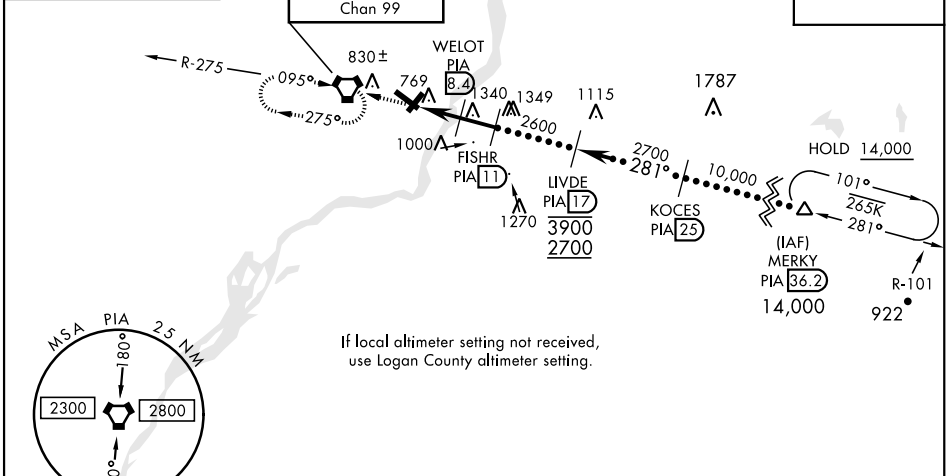 Chan 99
R-275
095°
275°
830±
769
WELOT
PIA
8.4
1340
1349
1115
1787
1000
FISHR
PIA 11
1270
2600
LIVDE
PIA 17
3900
2700
2700
281°
KOCES
PIA 25
10,000
HOLD 14,000
101°
265K
281°
(IAF)
MERKY
PIA 36.2
14,000
R-101
922
If local altimeter setting not received,
use Logan County altimeter setting.
MSA PIA 25 NM
180°
2300
2800